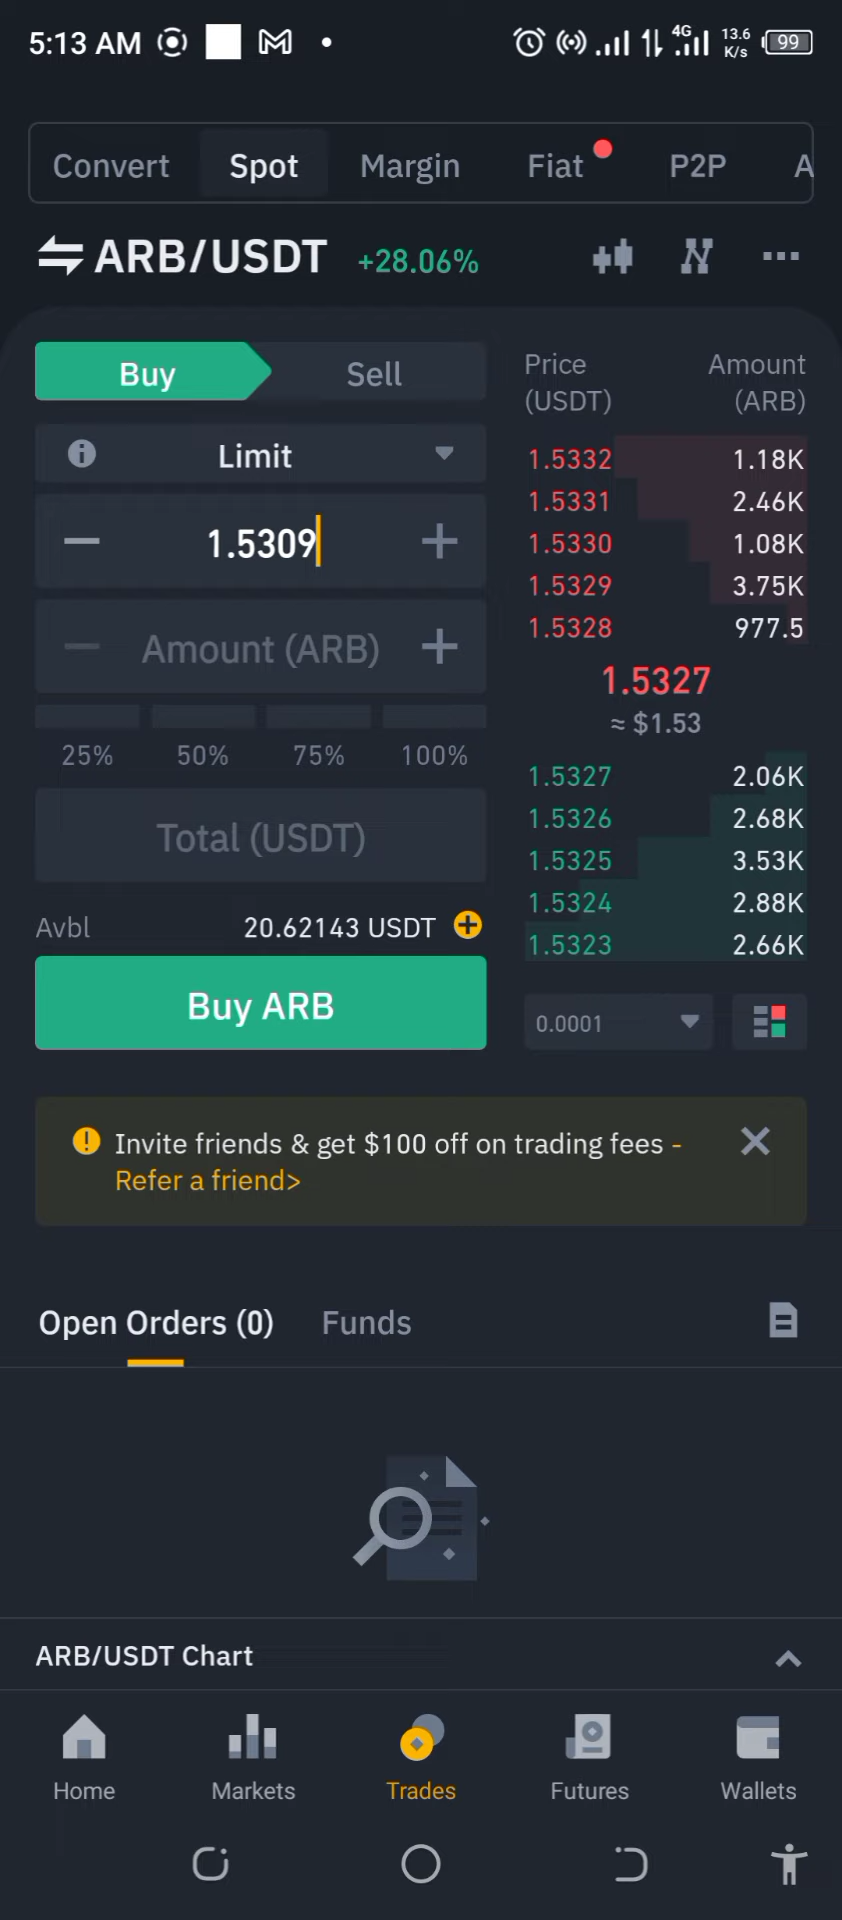 5:13 AM
4G
13.6
K/s
99
Convert Spot Margin Fiat P2P A
ARB/USDT +28.06%
Buy Sell
Price Amount
(USDT) (ARB)
Limit
1.5309
Amount (ARB)
25% 50% 75% 100%
Total (USDT)
Avbl 20.62143 USDT
Buy ARB
1.5332 1.18K
1.5331 2.46K
1.5330 1.08K
1.5329 3.75K
1.5328 977.5
1.5327
≈ $1.53
1.5327 2.06K
1.5326 2.68K
1.5325 3.53K
1.5324 2.88K
1.5323 2.66K
0.0001
Invite friends & get $100 off on trading fees -
Refer a friend>
Open Orders (0) Funds
ARB/USDT Chart
Home Markets Trades Futures Wallets